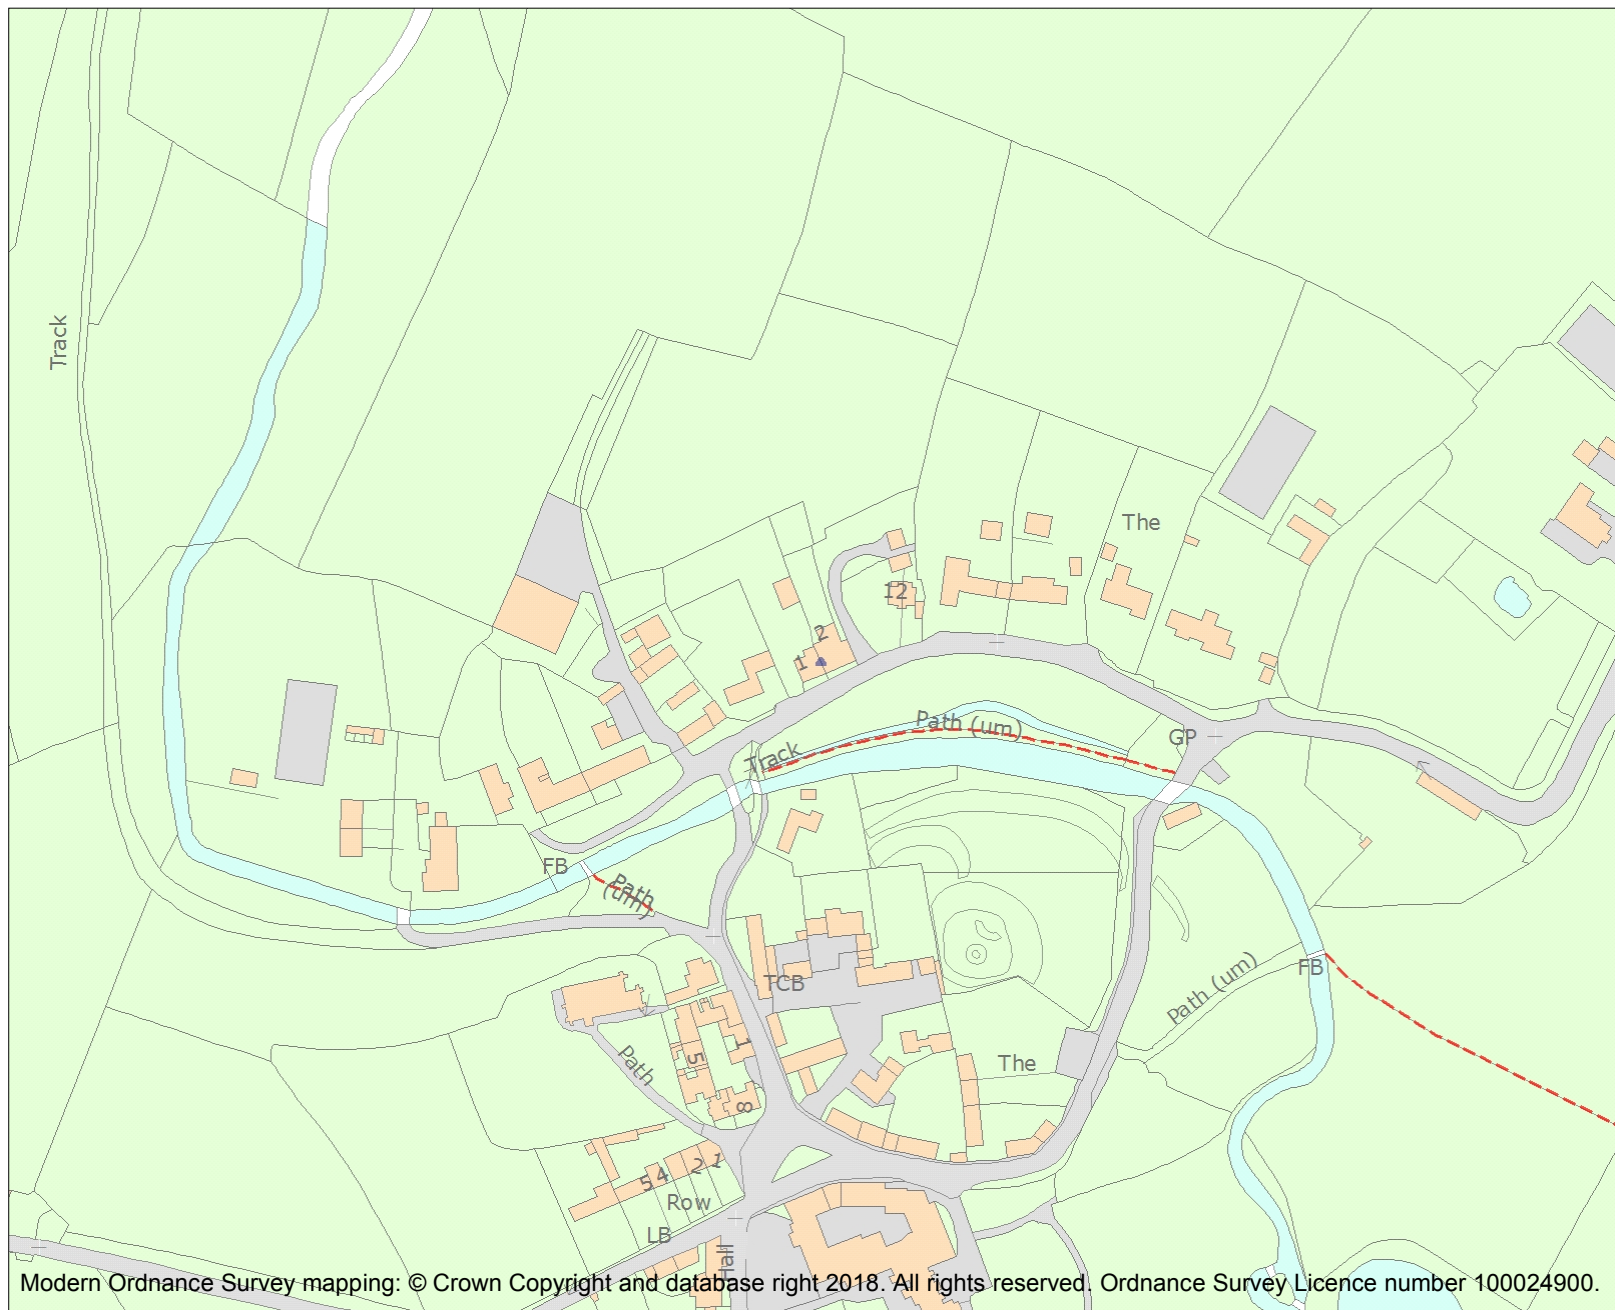 Track
The
12
2
1
Path (um)
GP
Track
FB
Path
(um)
FB
Path (um)
TCB
1
5
Path
The
8
1
2
4
5
Row
LB
Hall
Modern Ordnance Survey mapping: © Crown Copyright and database right 2018. All rights reserved. Ordnance Survey Licence number 100024900.